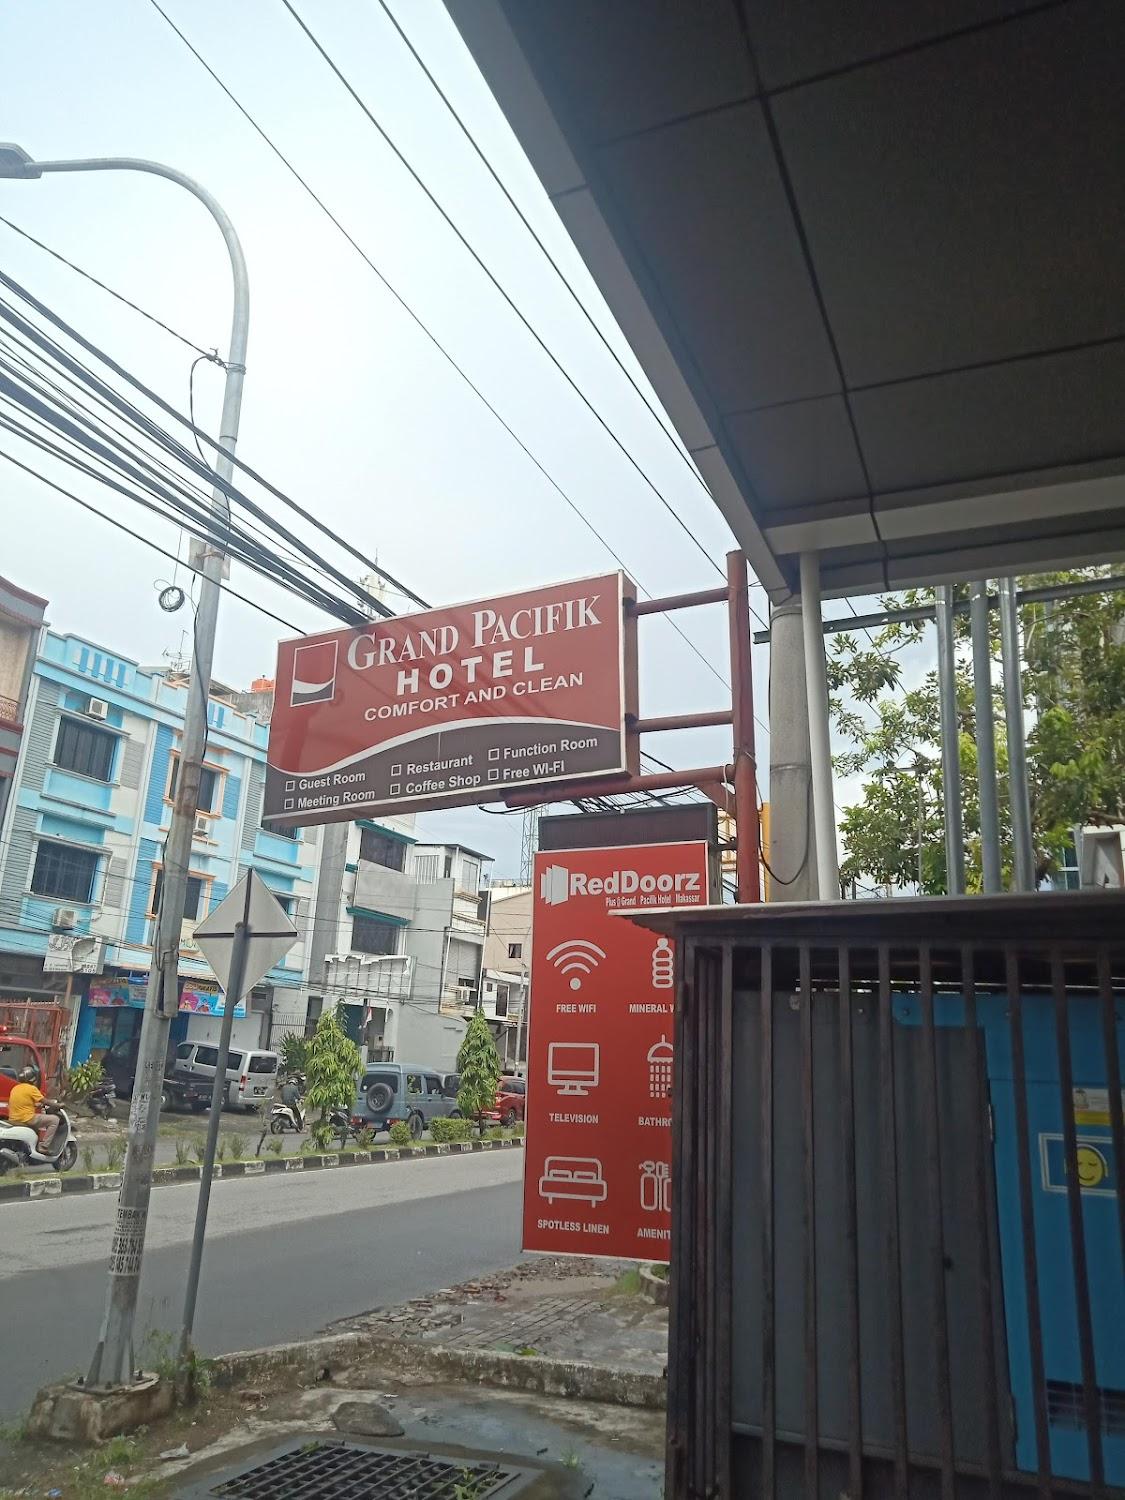 GRAND PACIFIK
HOTEL
COMFORT AND CLEAN
Guest Room
Meeting Room
Restaurant
Coffee Shop
Function Room
Free WI-FI
RedDoorz
Plus @ Grand Pacifik Hotel Makassar
FREE WIFI
MINERAL
TELEVISION
SPOTLESS LINEN